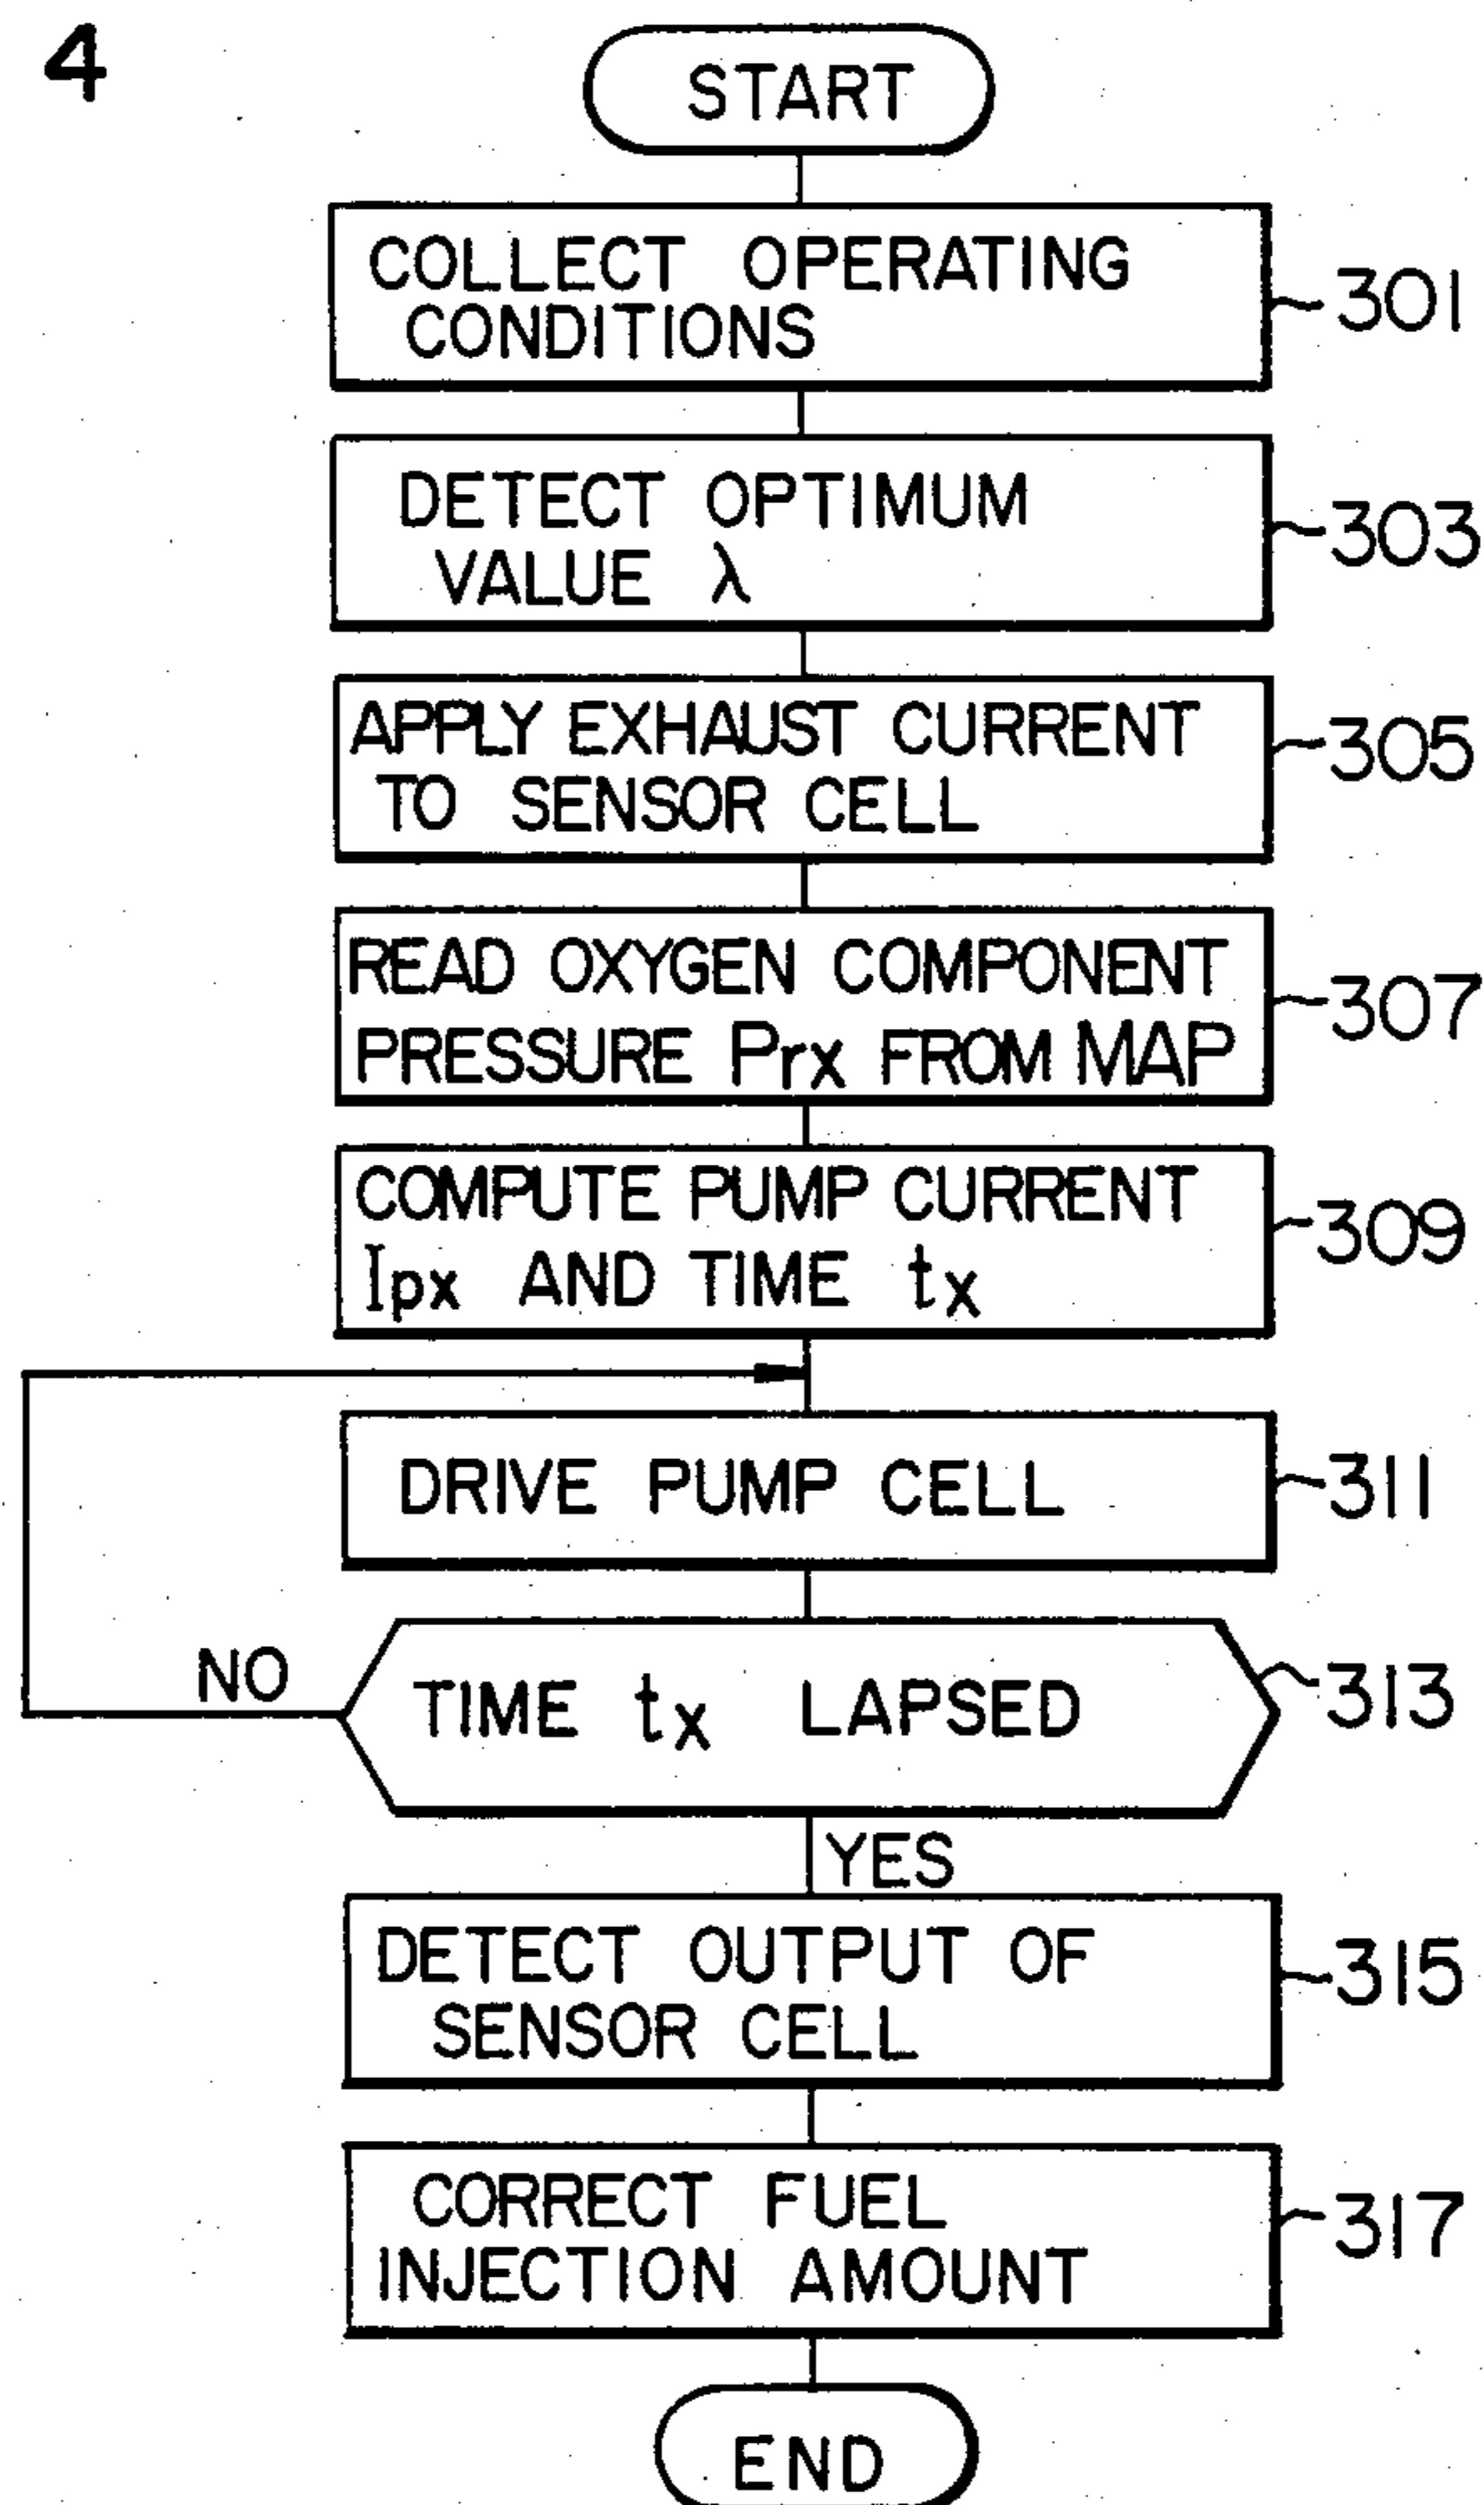 4
START
COLLECT OPERATING
CONDITIONS
301
DETECT OPTIMUM
VALUE λ
303
APPLY EXHAUST CURRENT
TO SENSOR CELL
305
READ OXYGEN COMPONENT
PRESSURE Prx FROM MAP
307
COMPUTE PUMP CURRENT
Ipx AND TIME tx
309
DRIVE PUMP CELL
311
NO
TIME tx LAPSED
313
YES
DETECT OUTPUT OF
SENSOR CELL
315
CORRECT FUEL
INJECTION AMOUNT
317
END